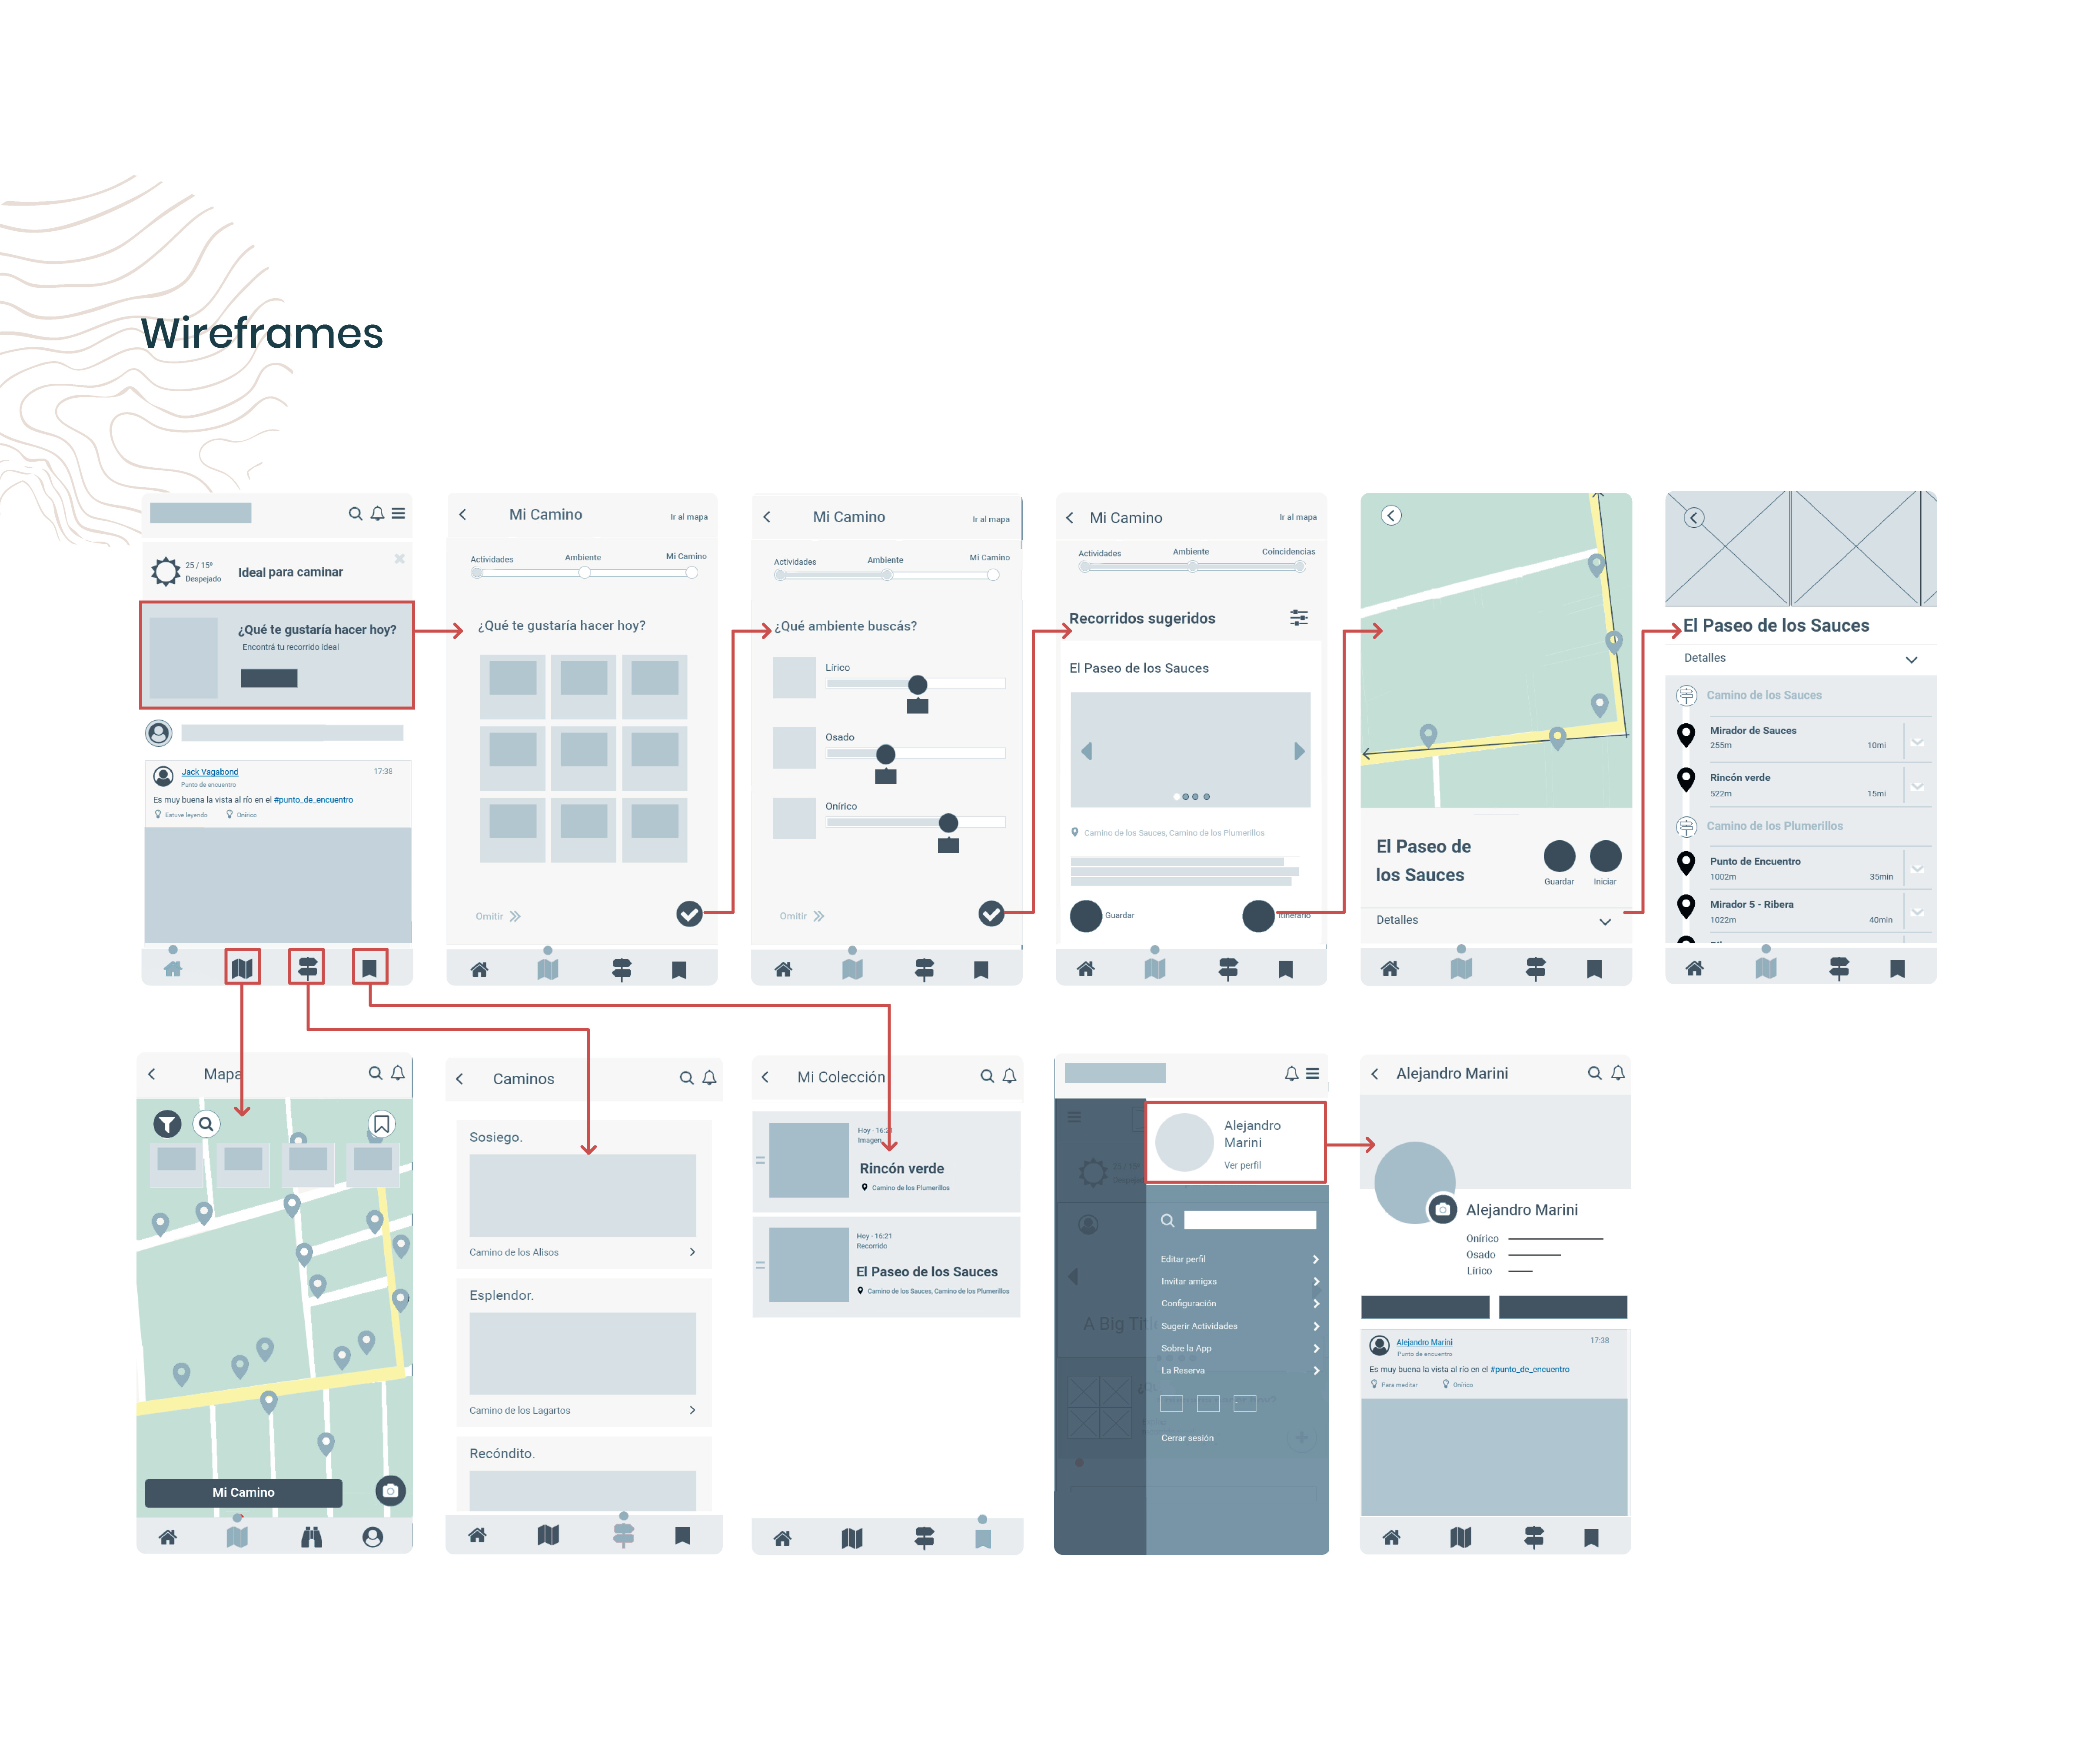 Wireframes
25 / 15º
Despejado
Ideal para caminar
¿Qué te gustaría hacer hoy?
Encontrá tu recorrido ideal
Jack Vagabond
17:38
Punto de encuentro
Es muy buena la vista al río en el #punto_de_encuentro
Estuve leyendo
Onírico
Mi Camino
Ir al mapa
Actividades
Ambiente
Mi Camino
¿Qué te gustaría hacer hoy?
Omitir
Mi Camino
Ir al mapa
Actividades
Ambiente
Mi Camino
¿Qué ambiente buscás?
Lírico
Osado
Onírico
Omitir
Mi Camino
Ir al mapa
Actividades
Ambiente
Coincidencias
Recorridos sugeridos
El Paseo de los Sauces
Camino de los Sauces, Camino de los Plumerillos
Guardar
Itinerario
El Paseo de
los Sauces
Guardar
Iniciar
Detalles
El Paseo de los Sauces
Detalles
Camino de los Sauces
Mirador de Sauces
255m
10mi
Rincón verde
522m
15mi
Camino de los Plumerillos
Punto de Encuentro
1002m
35min
Mirador 5 - Ribera
1022m
40min
Mapa
Mi Camino
Caminos
Sosiego.
Camino de los Alisos
Esplendor.
Camino de los Lagartos
Recóndito.
Mi Colección
Hoy - 16:21
Imagen
Rincón verde
Camino de los Plumerillos
Hoy - 16:21
Recorrido
El Paseo de los Sauces
Camino de los Sauces, Camino de los Plumerillos
Alejandro
Marini
Ver perfil
25 / 15º
Editar perfil
Invitar amigxs
Configuración
Sugerir Actividades
A Big Title
Sobre la App
La Reserva
Cerrar sesión
Alejandro Marini
Alejandro Marini
Onírico
Osado
Lírico
Alejandro Marini
17:38
Punto de encuentro
Es muy buena la vista al río en el #punto_de_encuentro
Para meditar
Onírico